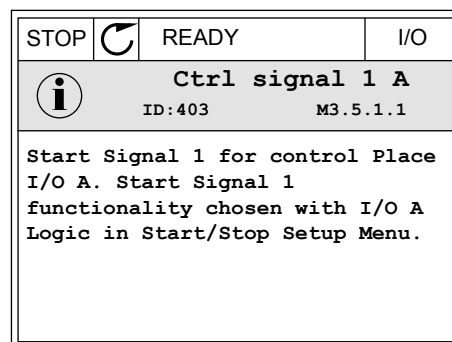 STOP READY I/O
Ctrl signal 1 A
ID:403 M3.5.1.1
Start Signal 1 for control Place
I/O A. Start Signal 1
functionality chosen with I/O A
Logic in Start/Stop Setup Menu.